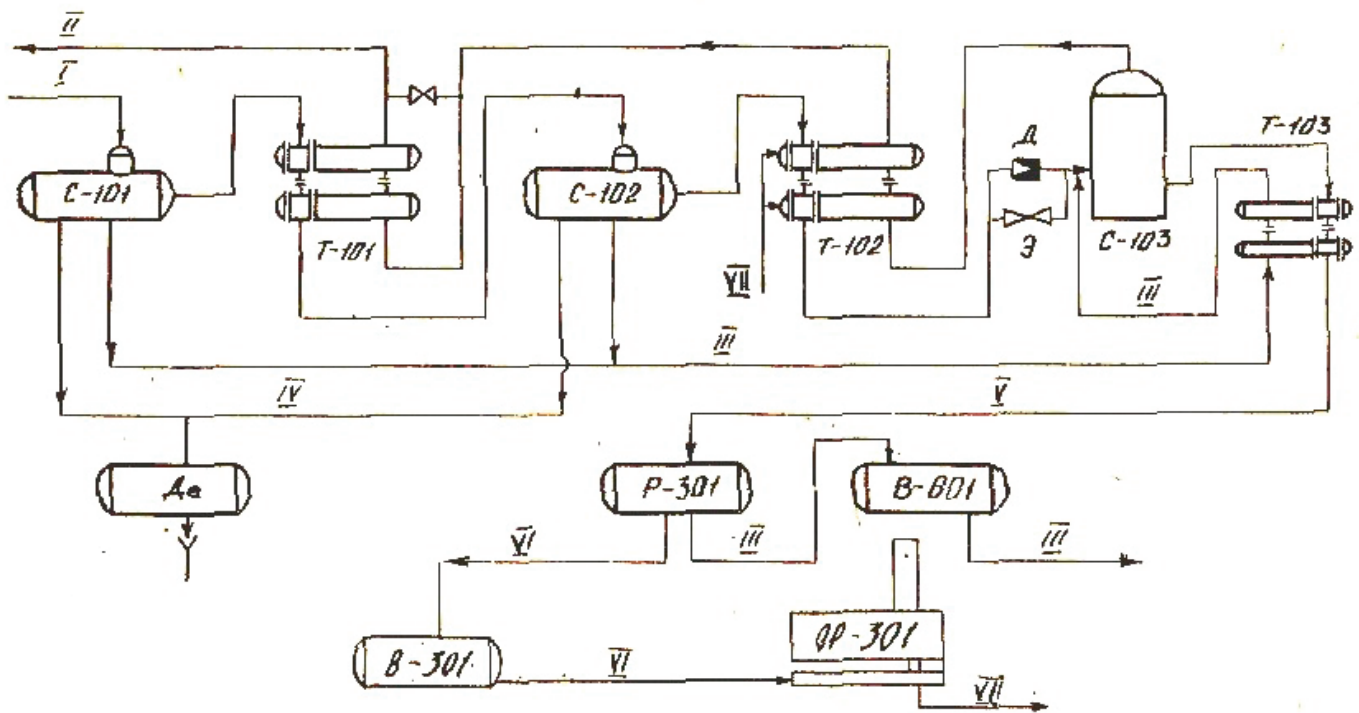 II
I
С-101
Т-101
С-102
VII
Т-102
Д
Э
С-103
Т-103
III
III
IV
V
Де
Р-301
В-601
VI
III
III
В-301
VI
ОР-301
VII